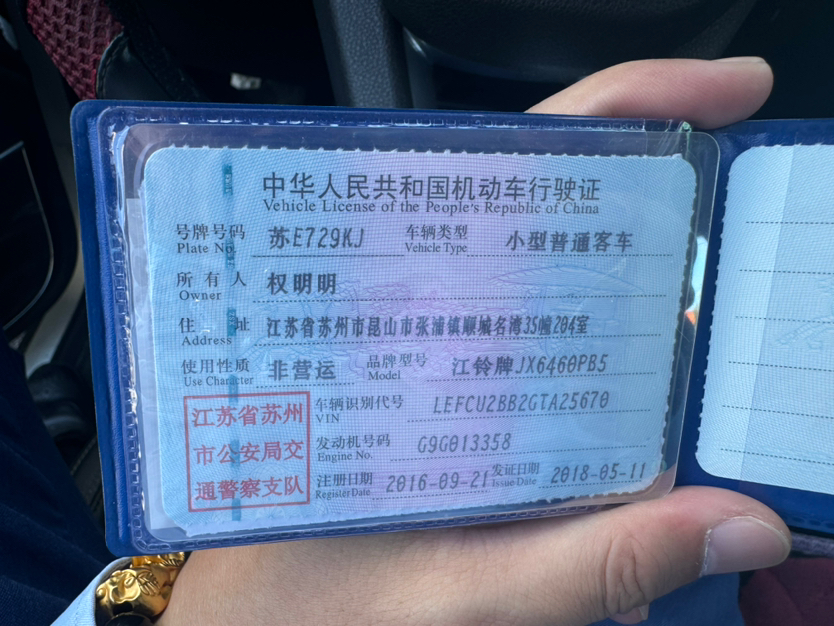 中华人民共和国机动车行驶证
Vehicle License of the People's Republic of China
号牌号码 苏E729KJ 车辆类型 小型普通客车
Plate No. Vehicle Type
所有人 权明明
Owner
住址 江苏省苏州市昆山市张浦镇顺城名湾35幢204室
Address
使用性质 非营运 品牌型号 江铃牌JX6460PB5
Use Character Model
车辆识别代号 LEFCU2BB2GTA25670
VIN
发动机号码 G9G013358
Engine No.
注册日期 2016-09-21 发证日期 2018-05-11
Register Date Issue Date
江苏省苏州
市公安局交
通警察支队